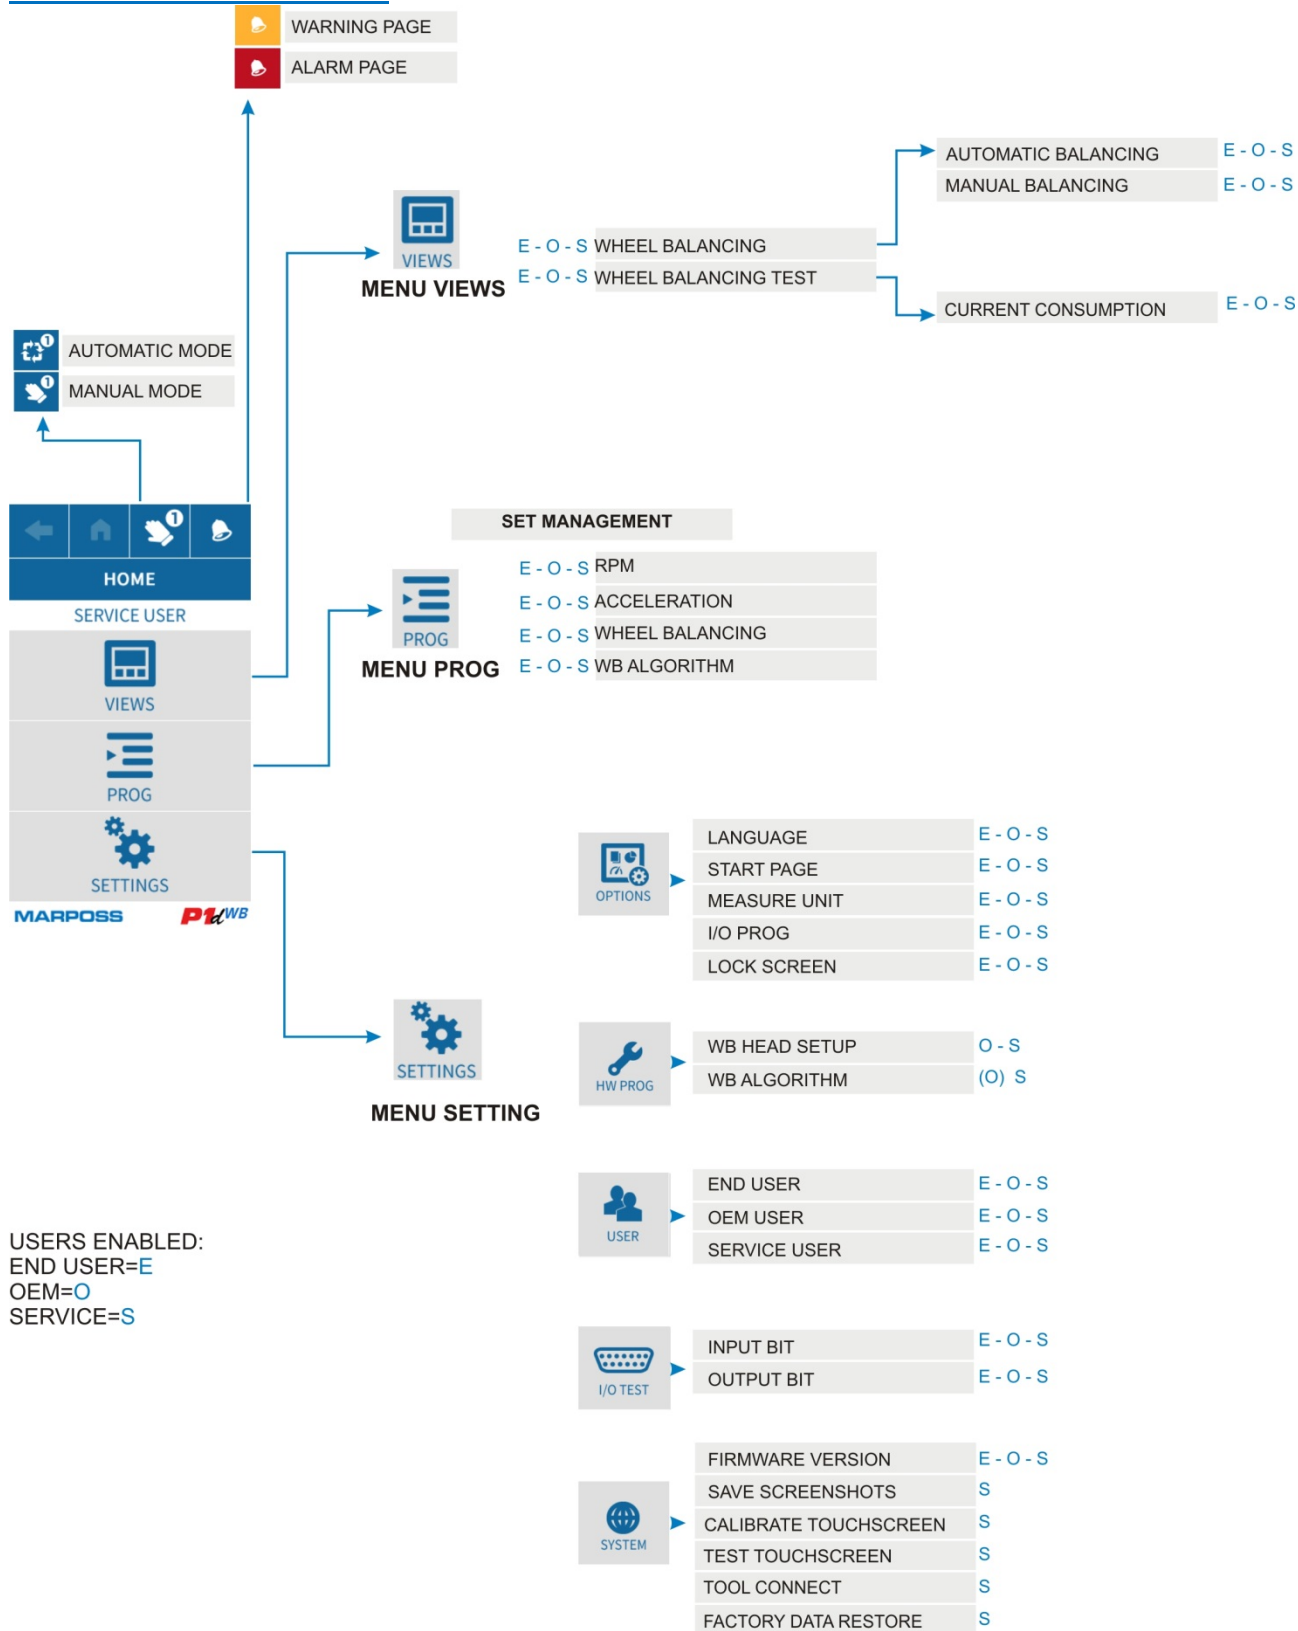 WARNING PAGE
ALARM PAGE
AUTOMATIC BALANCING E - O - S
MANUAL BALANCING E - O - S
VIEWS
MENU VIEWS
E - O - S WHEEL BALANCING
E - O - S WHEEL BALANCING TEST
CURRENT CONSUMPTION E - O - S
1 AUTOMATIC MODE
1 MANUAL MODE
1
HOME
SERVICE USER
VIEWS
PROG
SETTINGS
MARPOSS P1dWB
SET MANAGEMENT
PROG
MENU PROG
E - O - S RPM
E - O - S ACCELERATION
E - O - S WHEEL BALANCING
E - O - S WB ALGORITHM
SETTINGS
MENU SETTING
OPTIONS
LANGUAGE E - O - S
START PAGE E - O - S
MEASURE UNIT E - O - S
I/O PROG E - O - S
LOCK SCREEN E - O - S
HW PROG
WB HEAD SETUP O - S
WB ALGORITHM (O) S
USER
END USER E - O - S
OEM USER E - O - S
SERVICE USER E - O - S
I/O TEST
INPUT BIT E - O - S
OUTPUT BIT E - O - S
SYSTEM
FIRMWARE VERSION E - O - S
SAVE SCREENSHOTS S
CALIBRATE TOUCHSCREEN S
TEST TOUCHSCREEN S
TOOL CONNECT S
FACTORY DATA RESTORE S
USERS ENABLED:
END USER=E
OEM=O
SERVICE=S